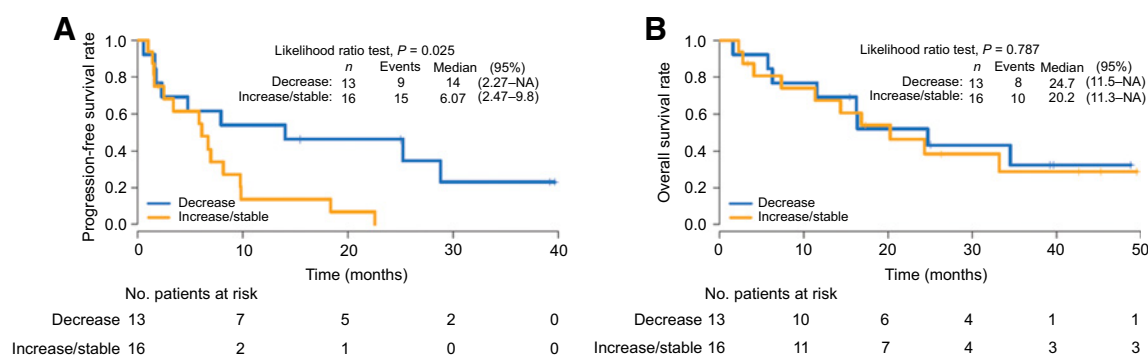 A
Progression-free survival rate
1.0
0.8
0.6
0.4
0.2
0.0
Likelihood ratio test, P = 0.025
n Events Median (95%)
Decrease: 13 9 14 (2.27–NA)
Increase/stable: 16 15 6.07 (2.47–9.8)
Decrease
Increase/stable
0 10 20 30 40
Time (months)
No. patients at risk
Decrease 13 7 5 2 0
Increase/stable 16 2 1 0 0
B
Overall survival rate
1.0
0.8
0.6
0.4
0.2
0.0
Likelihood ratio test, P = 0.787
n Events Median (95%)
Decrease: 13 8 24.7 (11.5–NA)
Increase/stable: 16 10 20.2 (11.3–NA)
Decrease
Increase/stable
0 10 20 30 40 50
Time (months)
No. patients at risk
Decrease 13 10 6 4 1 1
Increase/stable 16 11 7 4 3 3